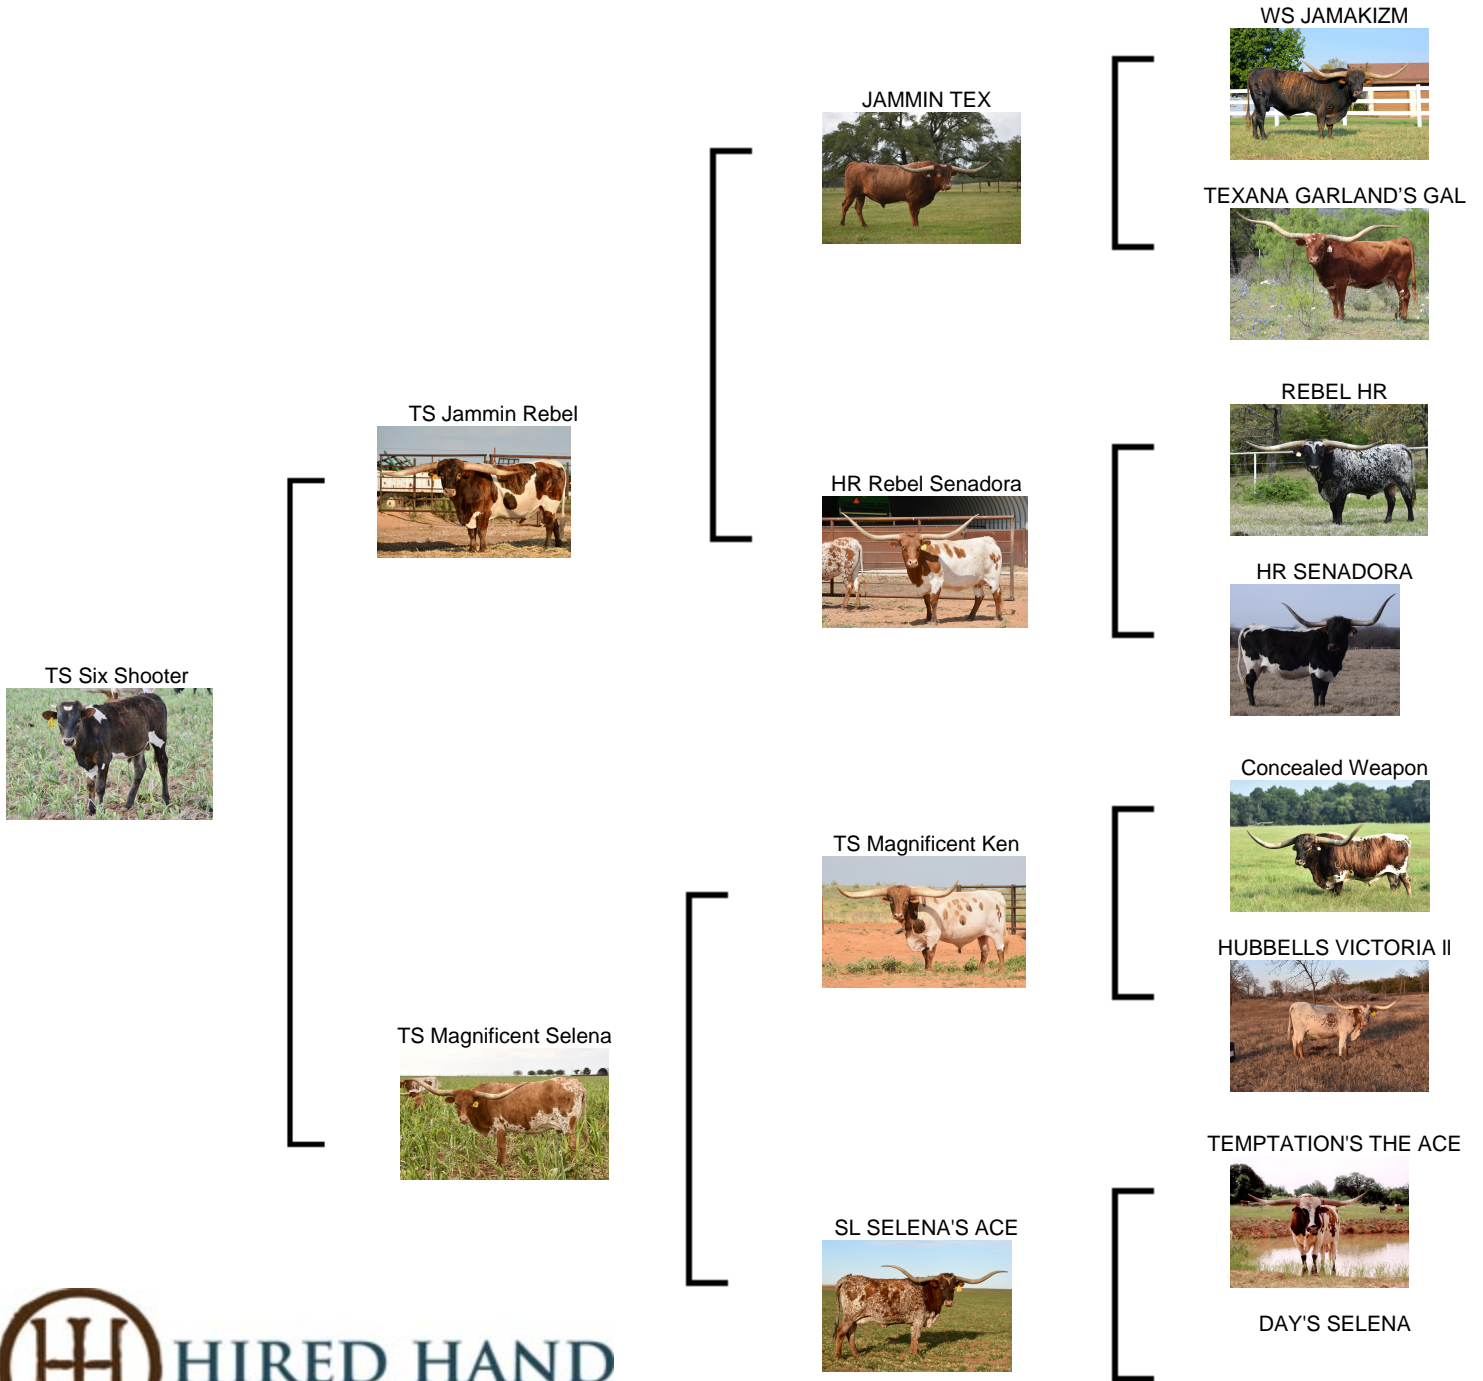 WS JAMAKIZM
JAMMIN TEX
TEXANA GARLAND'S GAL
REBEL HR
TS Jammin Rebel
HR Rebel Senadora
HR SENADORA
TS Six Shooter
Concealed Weapon
TS Magnificent Ken
HUBBELLS VICTORIA II
TS Magnificent Selena
TEMPTATION'S THE ACE
SL SELENA'S ACE
DAY'S SELENA
HIRED HAND